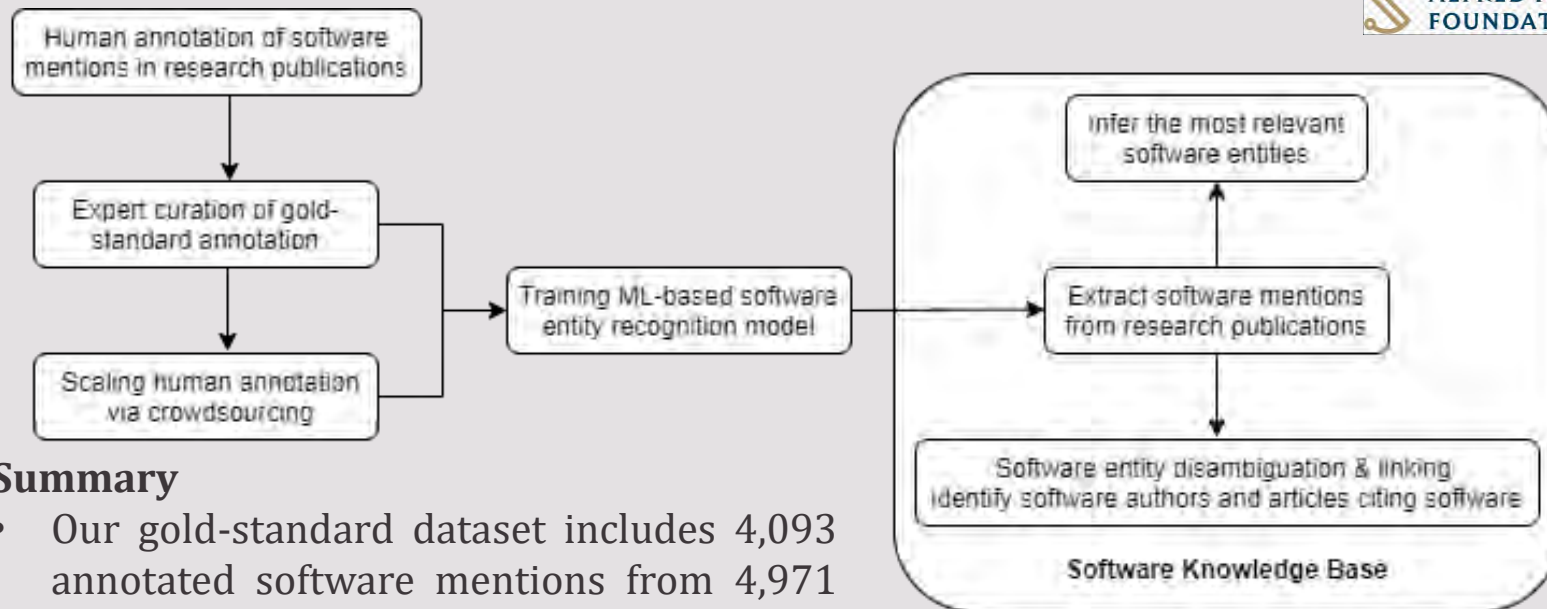 FOUNDAT
Human annotation of software
mentions in research publications
Expert curation of gold-
standard annotation
Scaling human annotation
via crowdsourcing
Training ML-based software
entity recognition model
Infer the most relevant
software entities
Extract software mentions
from research publications
Software entity disambiguation & linking
identify software authors and articles citing software
Software Knowledge Base
Summary
• Our gold-standard dataset includes 4,093
annotated software mentions from 4,971